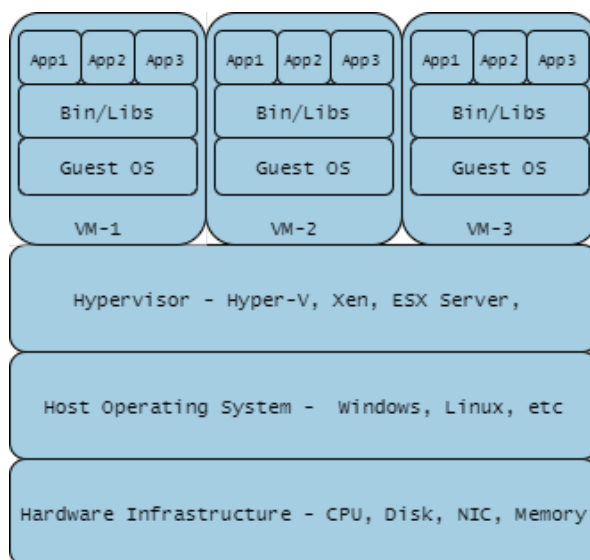 App1 App2 App3 App1 App2 App3 App1 App2 App3
Bin/Libs Bin/Libs Bin/Libs
Guest OS Guest OS Guest OS
VM-1 VM-2 VM-3
Hypervisor - Hyper-V, Xen, ESX Server,
Host Operating System - Windows, Linux, etc
Hardware Infrastructure - CPU, Disk, NIC, Memory